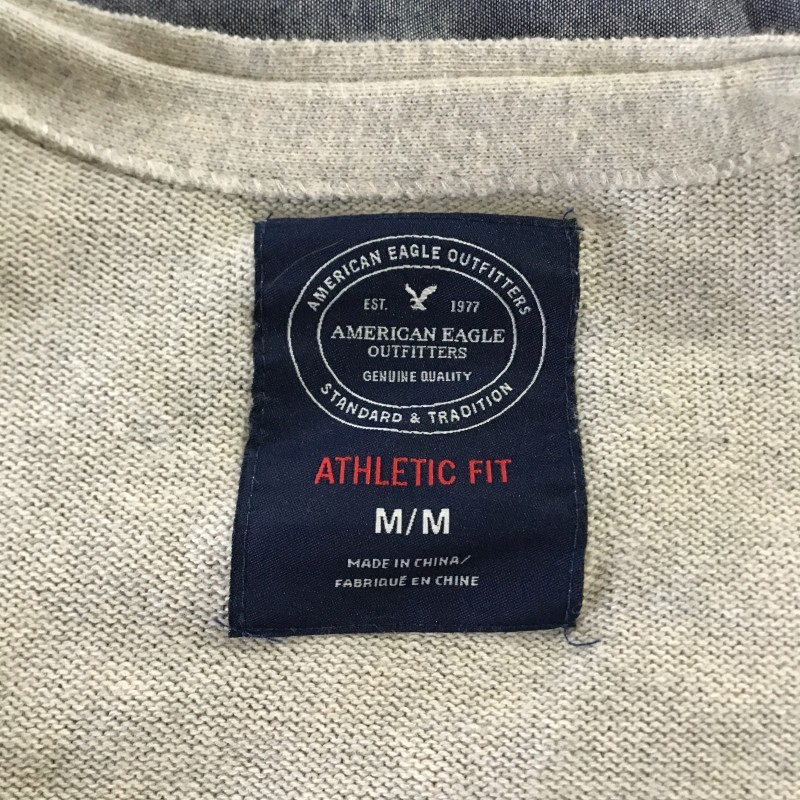 AMERICAN EAGLE OUTFITTERS
EST. 1977
AMERICAN EAGLE
OUTFITTERS
GENUINE QUALITY
STANDARD & TRADITION
ATHLETIC FIT
M/M
MADE IN CHINA/
FABRIQUÉ EN CHINE